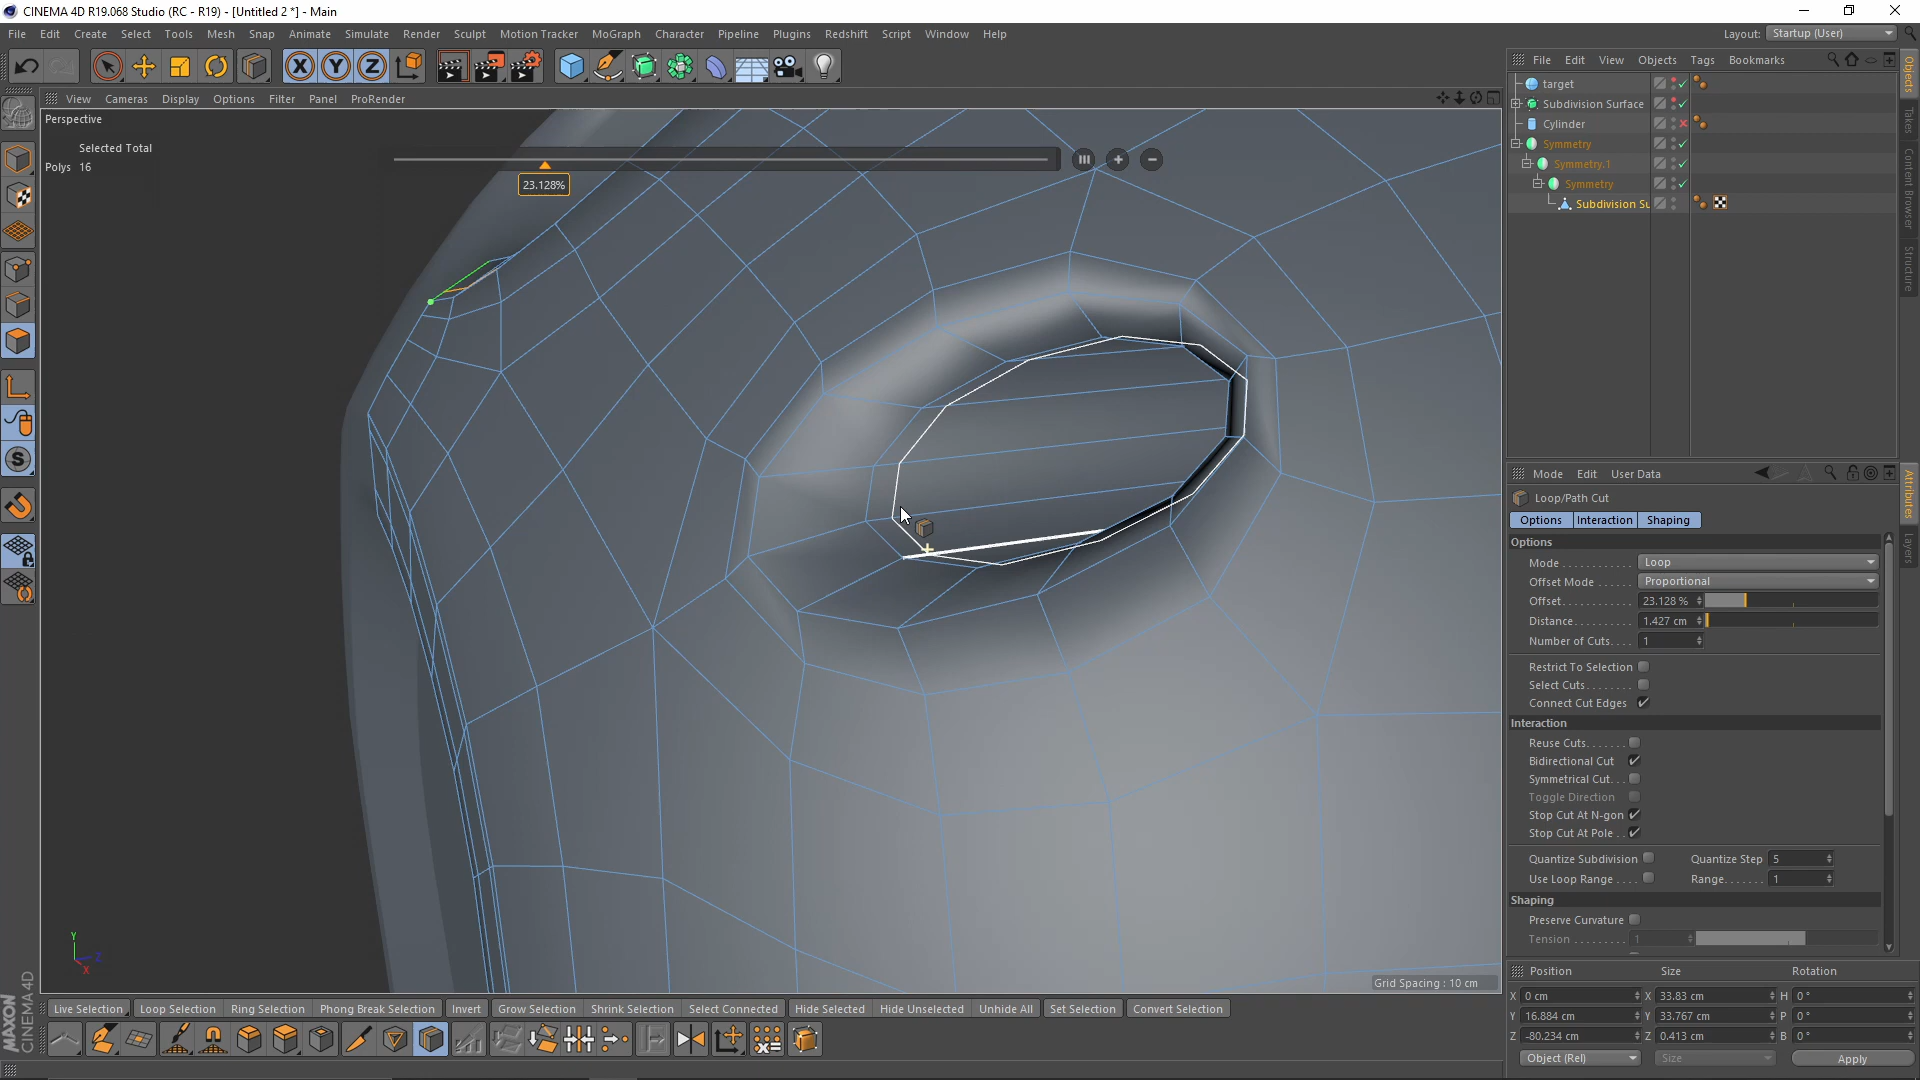 CINEMA 4D R19.068 Studio (RC - R19) - [Untitled 2 *] - Main
File Edit Create Select Tools Mesh Snap Animate Simulate Render Sculpt Motion Tracker MoGraph Character Pipeline Plugins Redshift Script Window Help
Layout: Startup (User)
View Cameras Display Options Filter Panel ProRender
Perspective
Selected Total
Polys 16
23.128%
Grid Spacing : 10 cm
Y
Z
X
File Edit View Objects Tags Bookmarks
target
Subdivision Surface
Cylinder
Symmetry
Symmetry.1
Symmetry
Subdivision Su
Objects
Takes
Content Browser
Structure
Mode Edit User Data
Loop/Path Cut
Options Interaction Shaping
Options
Mode Loop
Offset Mode Proportional
Offset 23.128 %
Distance 1.427 cm
Number of Cuts 1
Restrict To Selection
Select Cuts
Connect Cut Edges
Interaction
Reuse Cuts
Bidirectional Cut
Symmetrical Cut
Toggle Direction
Stop Cut At N-gon
Stop Cut At Pole
Quantize Subdivision Quantize Step 5
Use Loop Range Range 1
Shaping
Preserve Curvature
Tension 1
Attributes
Layers
Position Size Rotation
X 0 cm X 33.83 cm H 0 °
Y 16.884 cm Y 33.767 cm P 0 °
Z -80.234 cm Z 0.413 cm B 0 °
Object (Rel) Size Apply
Live Selection Loop Selection Ring Selection Phong Break Selection Invert Grow Selection Shrink Selection Select Connected Hide Selected Hide Unselected Unhide All Set Selection Convert Selection
MAXON
CINEMA 4D